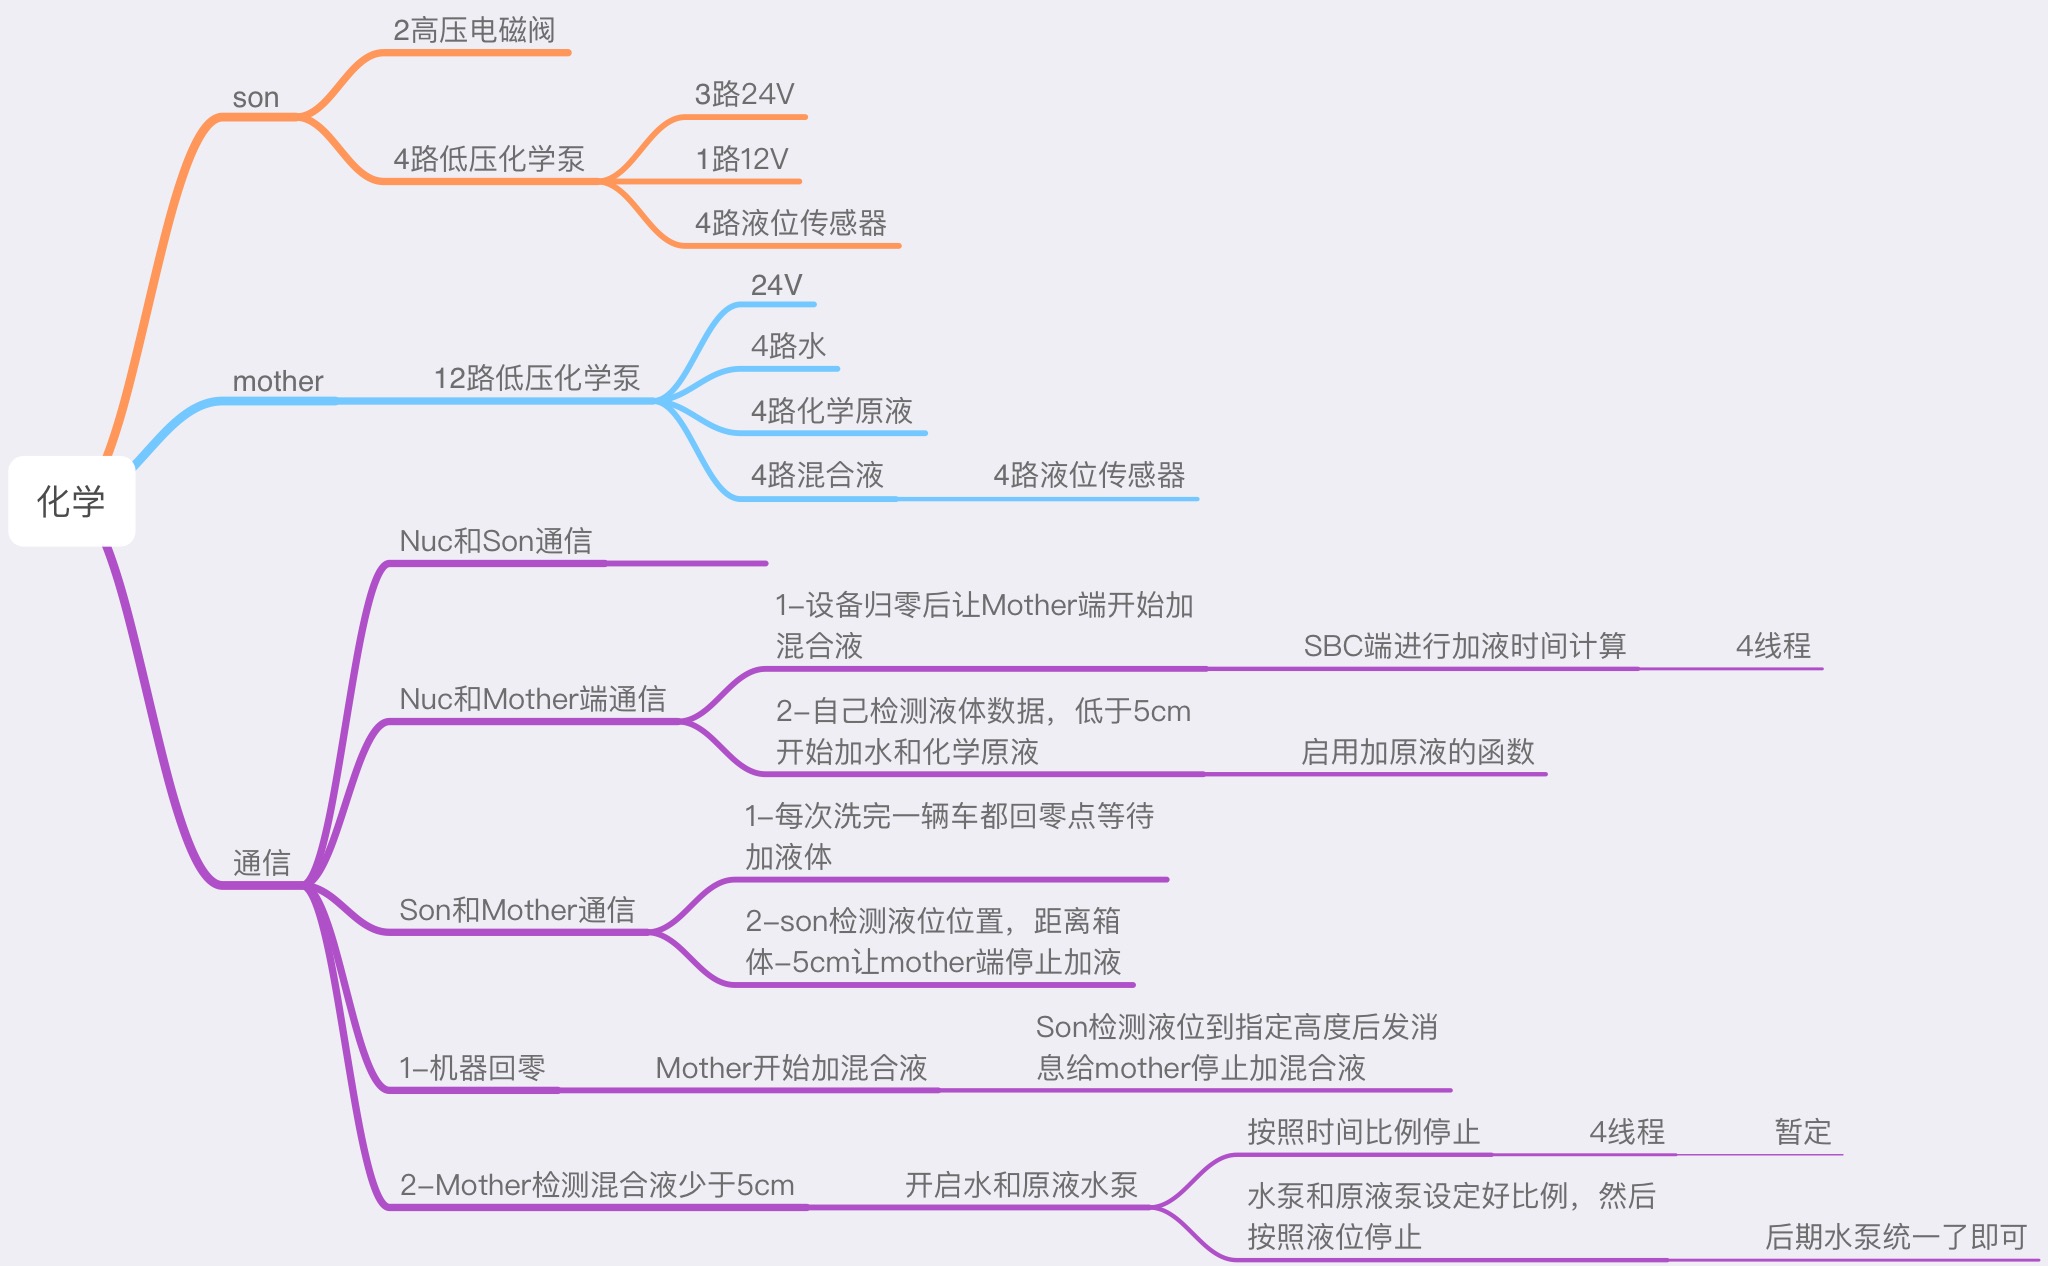 化学
son
2高压电磁阀
4路低压化学泵
3路24V
1路12V
4路液位传感器
mother
12路低压化学泵
24V
4路水
4路化学原液
4路混合液
4路液位传感器
通信
Nuc和Son通信
Nuc和Mother端通信
1-设备归零后让Mother端开始加
混合液
SBC端进行加液时间计算
4线程
2-自己检测液体数据，低于5cm
开始加水和化学原液
启用加原液的函数
Son和Mother通信
1-每次洗完一辆车都回零点等待
加液体
2-son检测液位位置，距离箱
体-5cm让mother端停止加液
1-机器回零
Mother开始加混合液
Son检测液位到指定高度后发消
息给mother停止加混合液
2-Mother检测混合液少于5cm
开启水和原液水泵
按照时间比例停止
4线程
暂定
水泵和原液泵设定好比例，然后
按照液位停止
后期水泵统一了即可